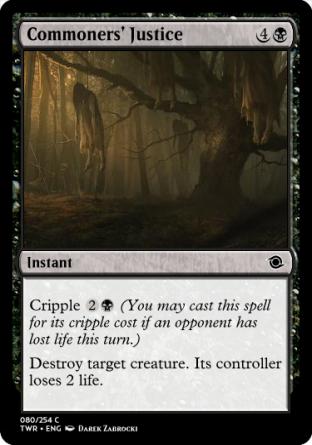 Commoners' Justice 4
Instant
Cripple 2 (You may cast this spell
for its cripple cost if an opponent has
lost life this turn.)
Destroy target creature. Its controller
loses 2 life.
080/254 C
TWR • ENG Darek Zabrocki